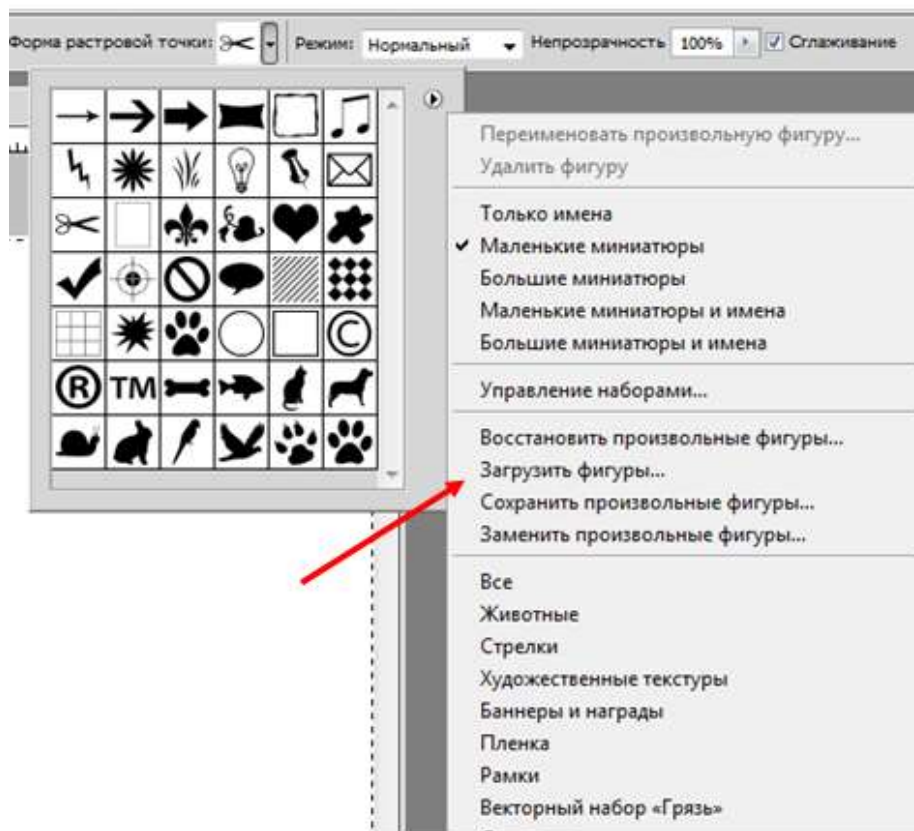 Форма растровой точки: Режим: Нормальный Непрозрачность 100% Сглаживание
Переименовать произвольную фигуру...
Удалить фигуру
Только имена
Маленькие миниатюры
Большие миниатюры
Маленькие миниатюры и имена
Большие миниатюры и имена
Управление наборами...
Восстановить произвольные фигуры...
Загрузить фигуры...
Сохранить произвольные фигуры...
Заменить произвольные фигуры...
Все
Животные
Стрелки
Художественные текстуры
Баннеры и награды
Пленка
Рамки
Векторный набор «Грязь»
©
® TM